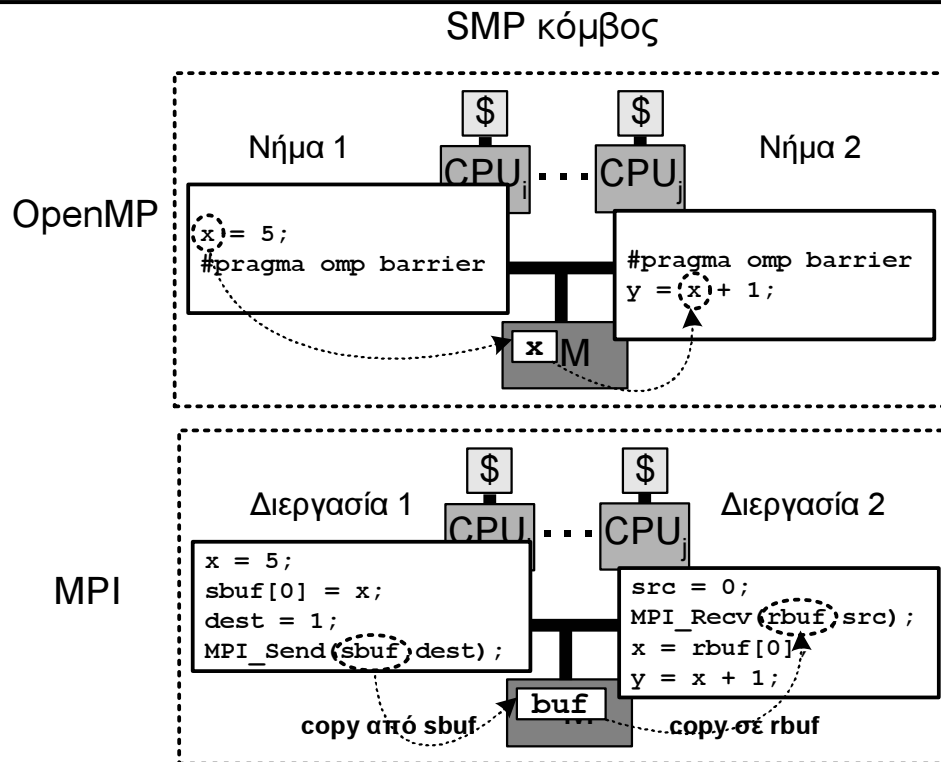 SMP κόμβος
OpenMP
Νήμα 1
$
$
Νήμα 2
CPUi
...
CPUj
x = 5;
#pragma omp barrier
#pragma omp barrier
y = x + 1;
x M
MPI
Διεργασία 1
$
$
Διεργασία 2
CPU
...
CPUj
x = 5;
sbuf[0] = x;
dest = 1;
MPI_Send(sbuf dest);
src = 0;
MPI_Recv(rbuf src);
x = rbuf[0]
y = x + 1;
buf
copy από sbuf
copy σε rbuf